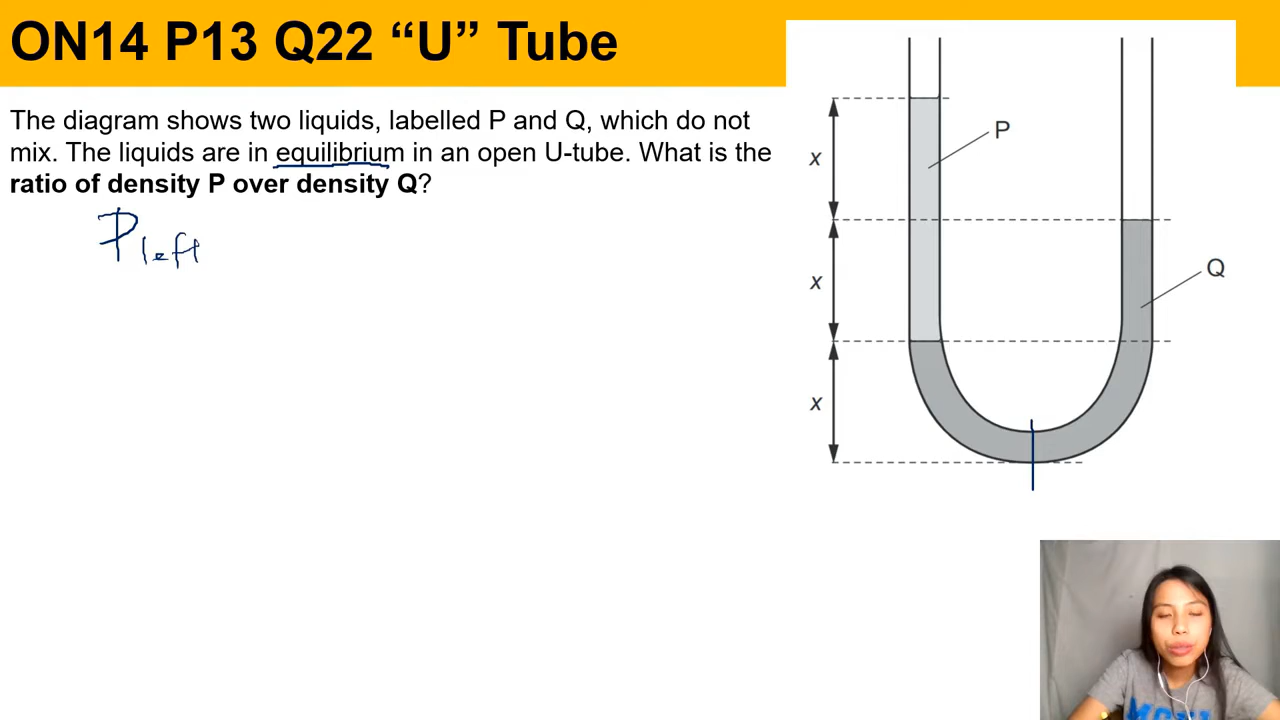 ON14 P13 Q22 “U” Tube
The diagram shows two liquids, labelled P and Q, which do not
mix. The liquids are in equilibrium in an open U-tube. What is the
ratio of density P over density Q?
P left
P
x
Q
x
x